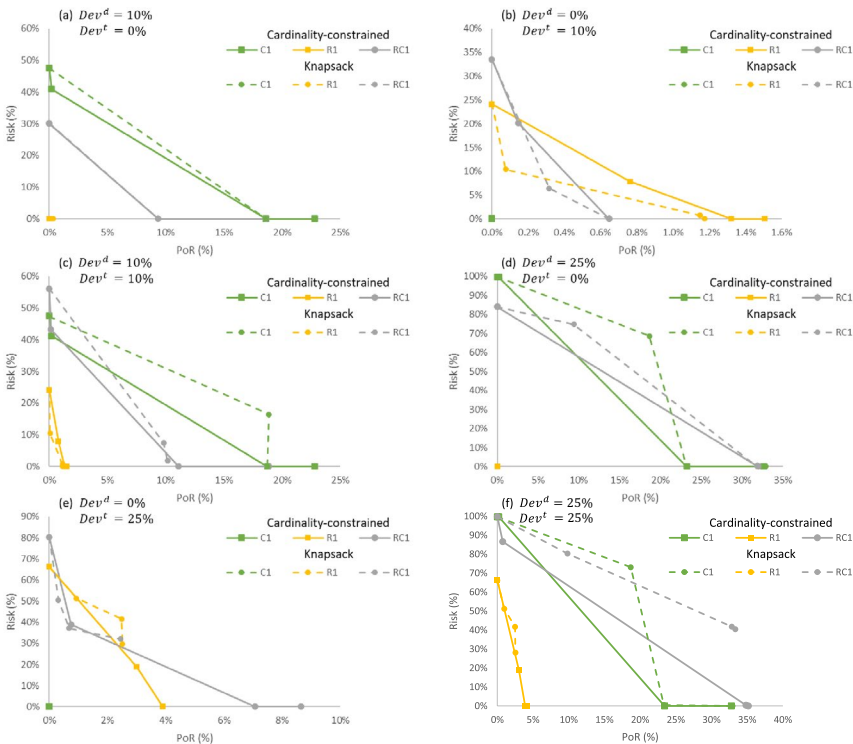 (a) Dev^d = 10%
Dev^t = 0%
Cardinality-constrained
C1 R1 RC1
Knapsack
C1 R1 RC1
60%
50%
40%
30%
20%
10%
0%
Risk (%)
0% 5% 10% 15% 20% 25%
PoR (%)
(b) Dev^d = 0%
Dev^t = 10%
Cardinality-constrained
C1 R1 RC1
Knapsack
C1 R1 RC1
40%
35%
30%
25%
20%
15%
10%
5%
0%
Risk (%)
0.0% 0.2% 0.4% 0.6% 0.8% 1.0% 1.2% 1.4% 1.6%
PoR (%)
(c) Dev^d = 10%
Dev^t = 10%
Cardinality-constrained
C1 R1 RC1
Knapsack
C1 R1 RC1
60%
50%
40%
30%
20%
10%
0%
Risk (%)
0% 5% 10% 15% 20% 25%
PoR (%)
(d) Dev^d = 25%
Dev^t = 0%
Cardinality-constrained
C1 R1 RC1
Knapsack
C1 R1 RC1
100%
90%
80%
70%
60%
50%
40%
30%
20%
10%
0%
Risk (%)
0% 5% 10% 15% 20% 25% 30% 35%
PoR (%)
(e) Dev^d = 0%
Dev^t = 25%
Cardinality-constrained
C1 R1 RC1
Knapsack
C1 R1 RC1
90%
80%
70%
60%
50%
40%
30%
20%
10%
0%
Risk (%)
0% 2% 4% 6% 8% 10%
PoR (%)
(f) Dev^d = 25%
Dev^t = 25%
Cardinality-constrained
C1 R1 RC1
Knapsack
C1 R1 RC1
100%
90%
80%
70%
60%
50%
40%
30%
20%
10%
0%
Risk (%)
0% 5% 10% 15% 20% 25% 30% 35%
PoR (%)